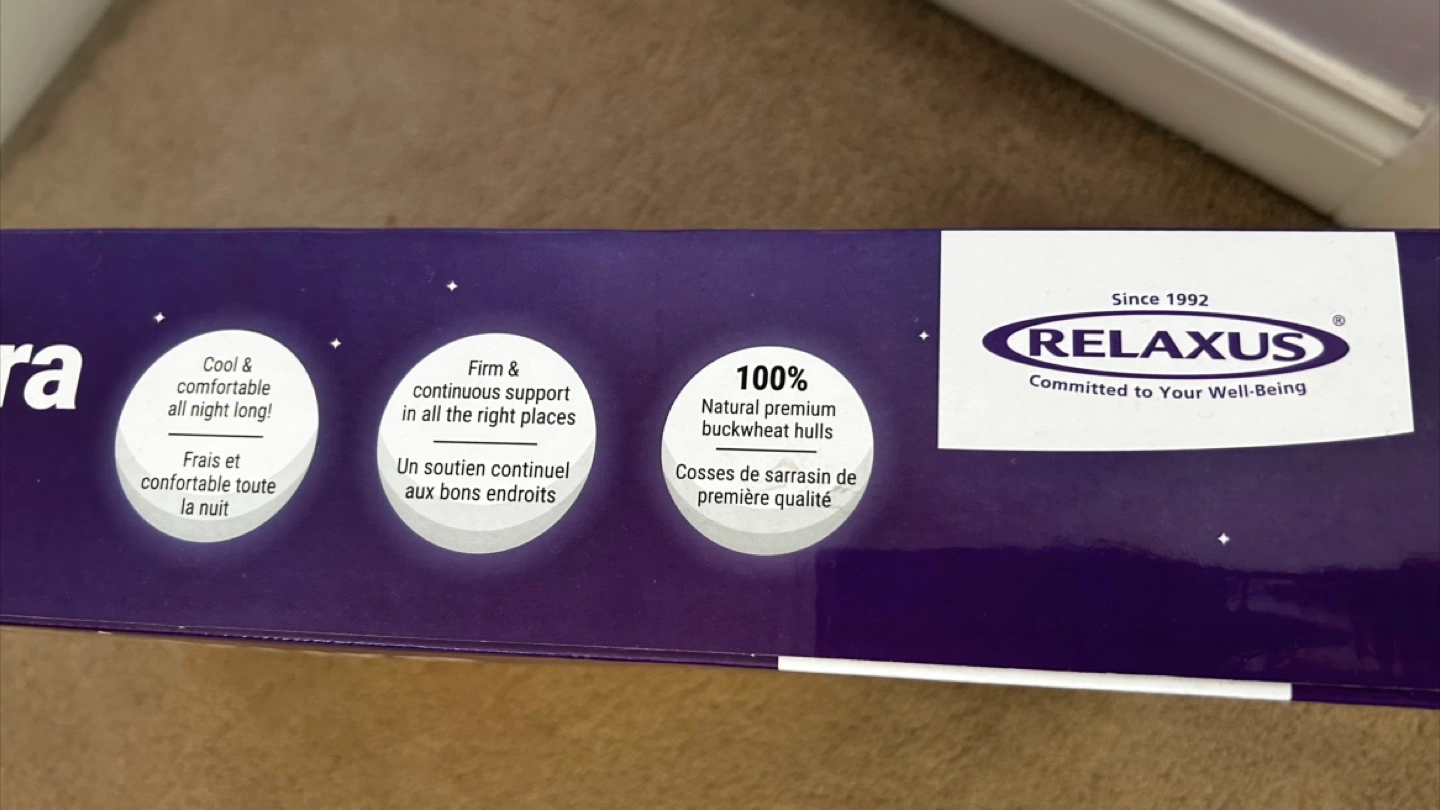 ra
Cool &
comfortable
all night long!
Frais et
confortable toute
la nuit
Firm &
continuous support
in all the right places
Un soutien continuel
aux bons endroits
100%
Natural premium
buckwheat hulls
Cosses de sarrasin de
première qualité
Since 1992
RELAXUS®
Committed to Your Well-Being